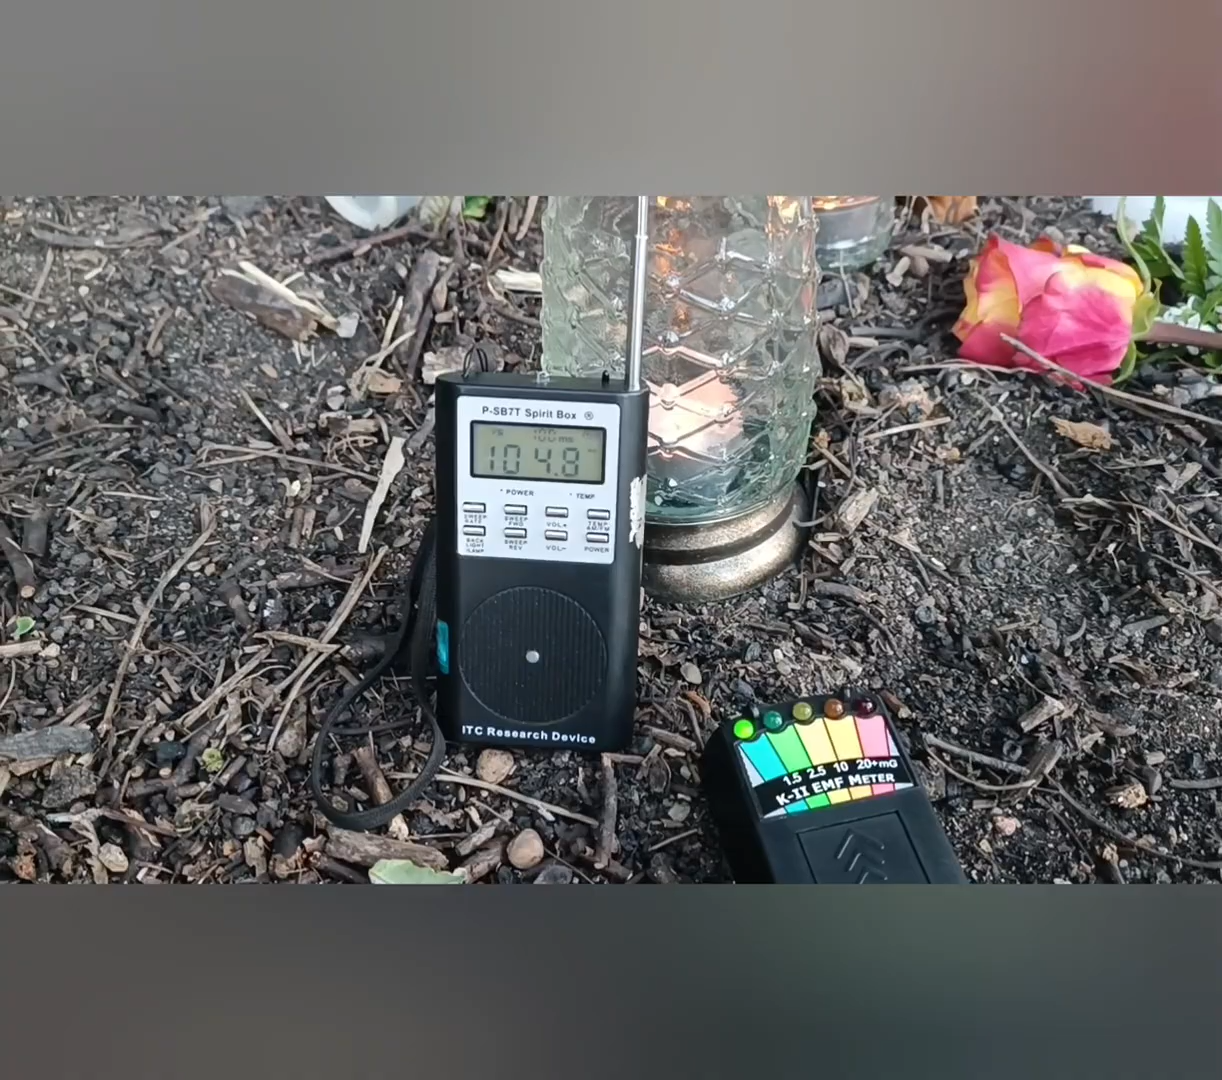 P-SB7T Spirit Box ®
100 ms
104.8
POWER
TEMP
SWEEP RATE
SWEEP FWD
VOL+
TEMP AM/FM
BACK LIGHT /LAMP
SWEEP REV
VOL-
POWER
ITC Research Device
1.5 2.5 10 20+mG
K-II EMF METER